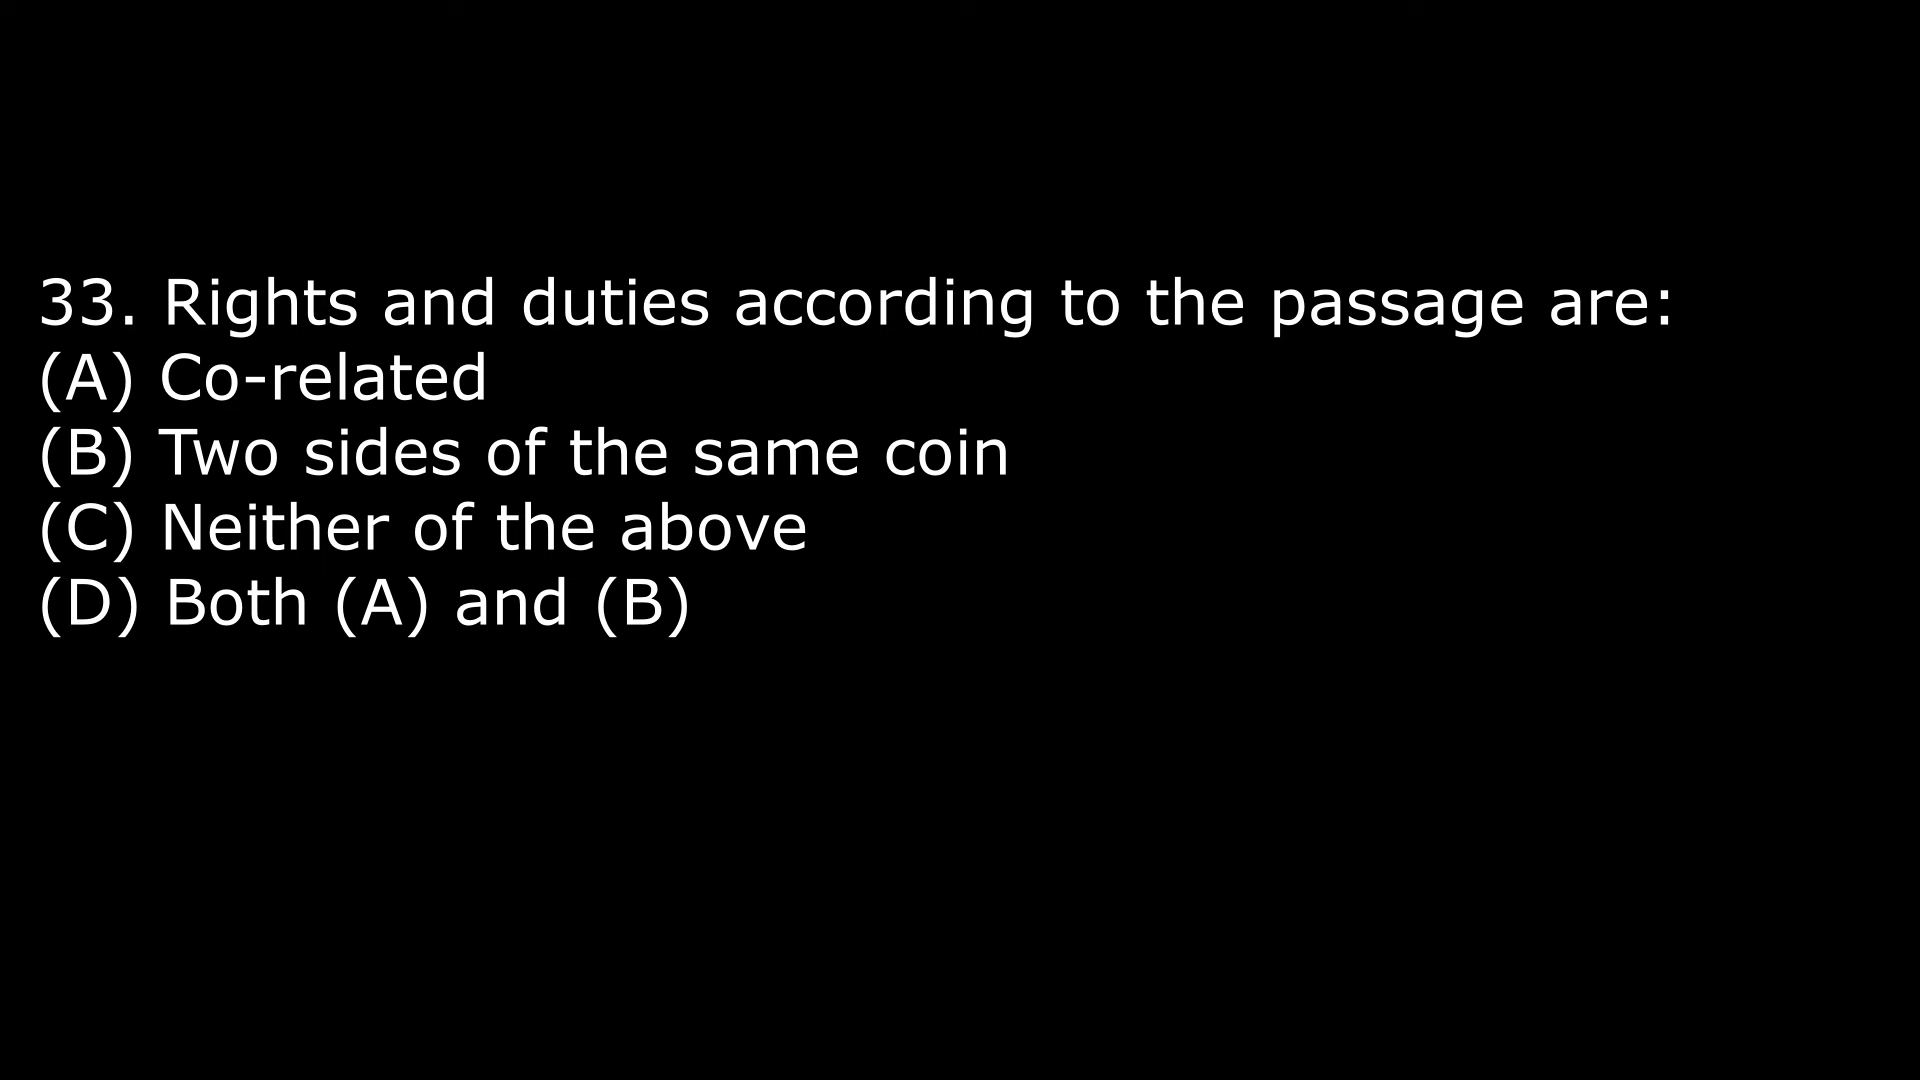 33. Rights and duties according to the passage are:
(A) Co-related
(B) Two sides of the same coin
(C) Neither of the above
(D) Both (A) and (B)